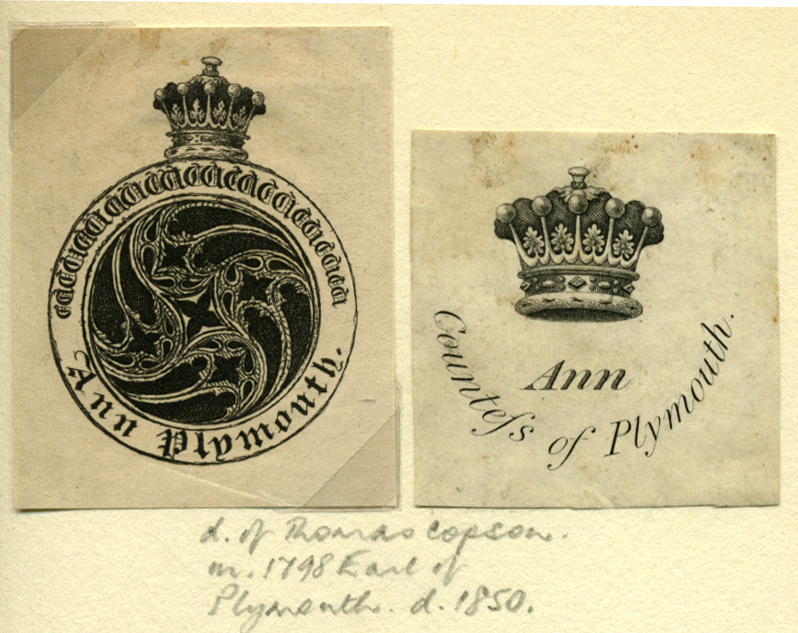 Ann Plymouth.
Ann
Counteſs of Plymouth.
d. of Thomas Copson.
m. 1798 Earl of
Plymouth. d. 1850.